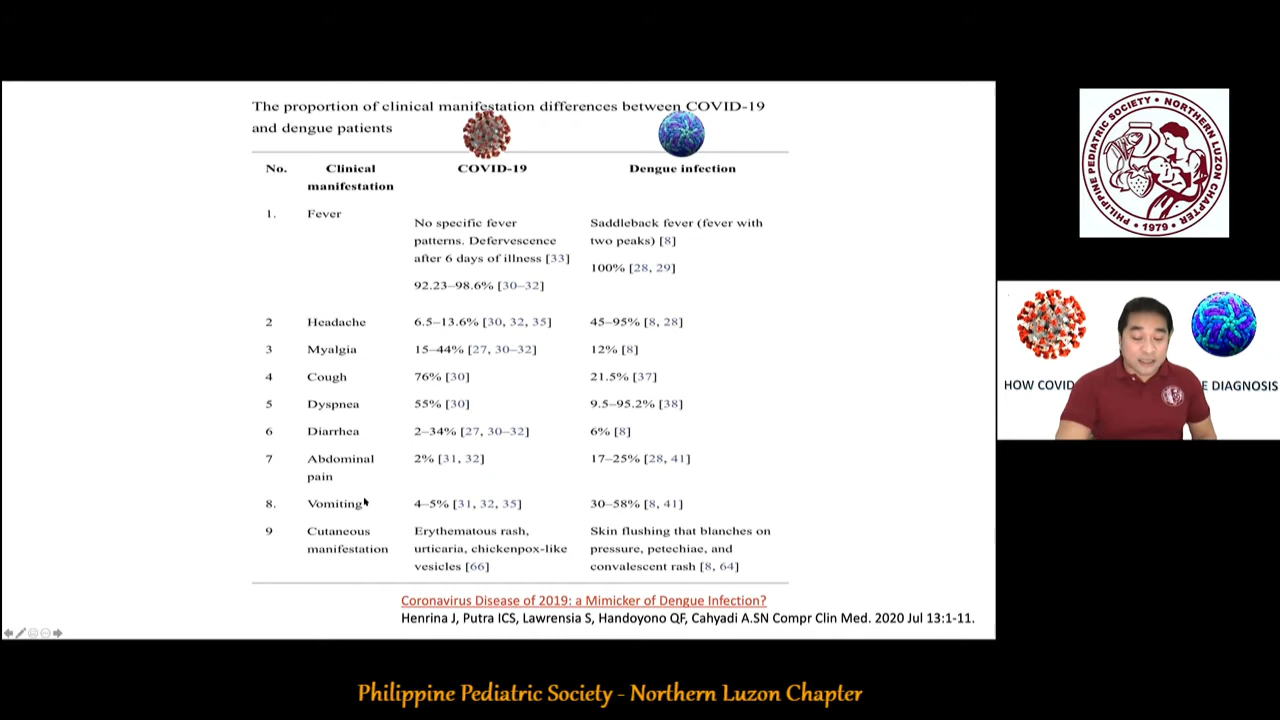 The proportion of clinical manifestation differences between COVID-19
and dengue patients
No. Clinical manifestation COVID-19 Dengue infection
1. Fever No specific fever patterns. Defervescence after 6 days of illness [33] Saddleback fever (fever with two peaks) [8]
92.23–98.6% [30–32] 100% [28, 29]
2 Headache 6.5–13.6% [30, 32, 35] 45–95% [8, 28]
3 Myalgia 15–44% [27, 30–32] 12% [8]
4 Cough 76% [30] 21.5% [37]
5 Dyspnea 55% [30] 9.5–95.2% [38]
6 Diarrhea 2–34% [27, 30–32] 6% [8]
7 Abdominal pain 2% [31, 32] 17–25% [28, 41]
8. Vomiting 4–5% [31, 32, 35] 30–58% [8, 41]
9 Cutaneous manifestation Erythematous rash, urticaria, chickenpox-like vesicles [66] Skin flushing that blanches on pressure, petechiae, and convalescent rash [8, 64]
Coronavirus Disease of 2019: a Mimicker of Dengue Infection?
Henrina J, Putra ICS, Lawrensia S, Handoyono QF, Cahyadi A.SN Compr Clin Med. 2020 Jul 13:1-11.
PHILIPPINE PEDIATRIC SOCIETY • NORTHERN LUZON CHAPTER
1979
HOW COVID E DIAGNOSIS
Philippine Pediatric Society - Northern Luzon Chapter